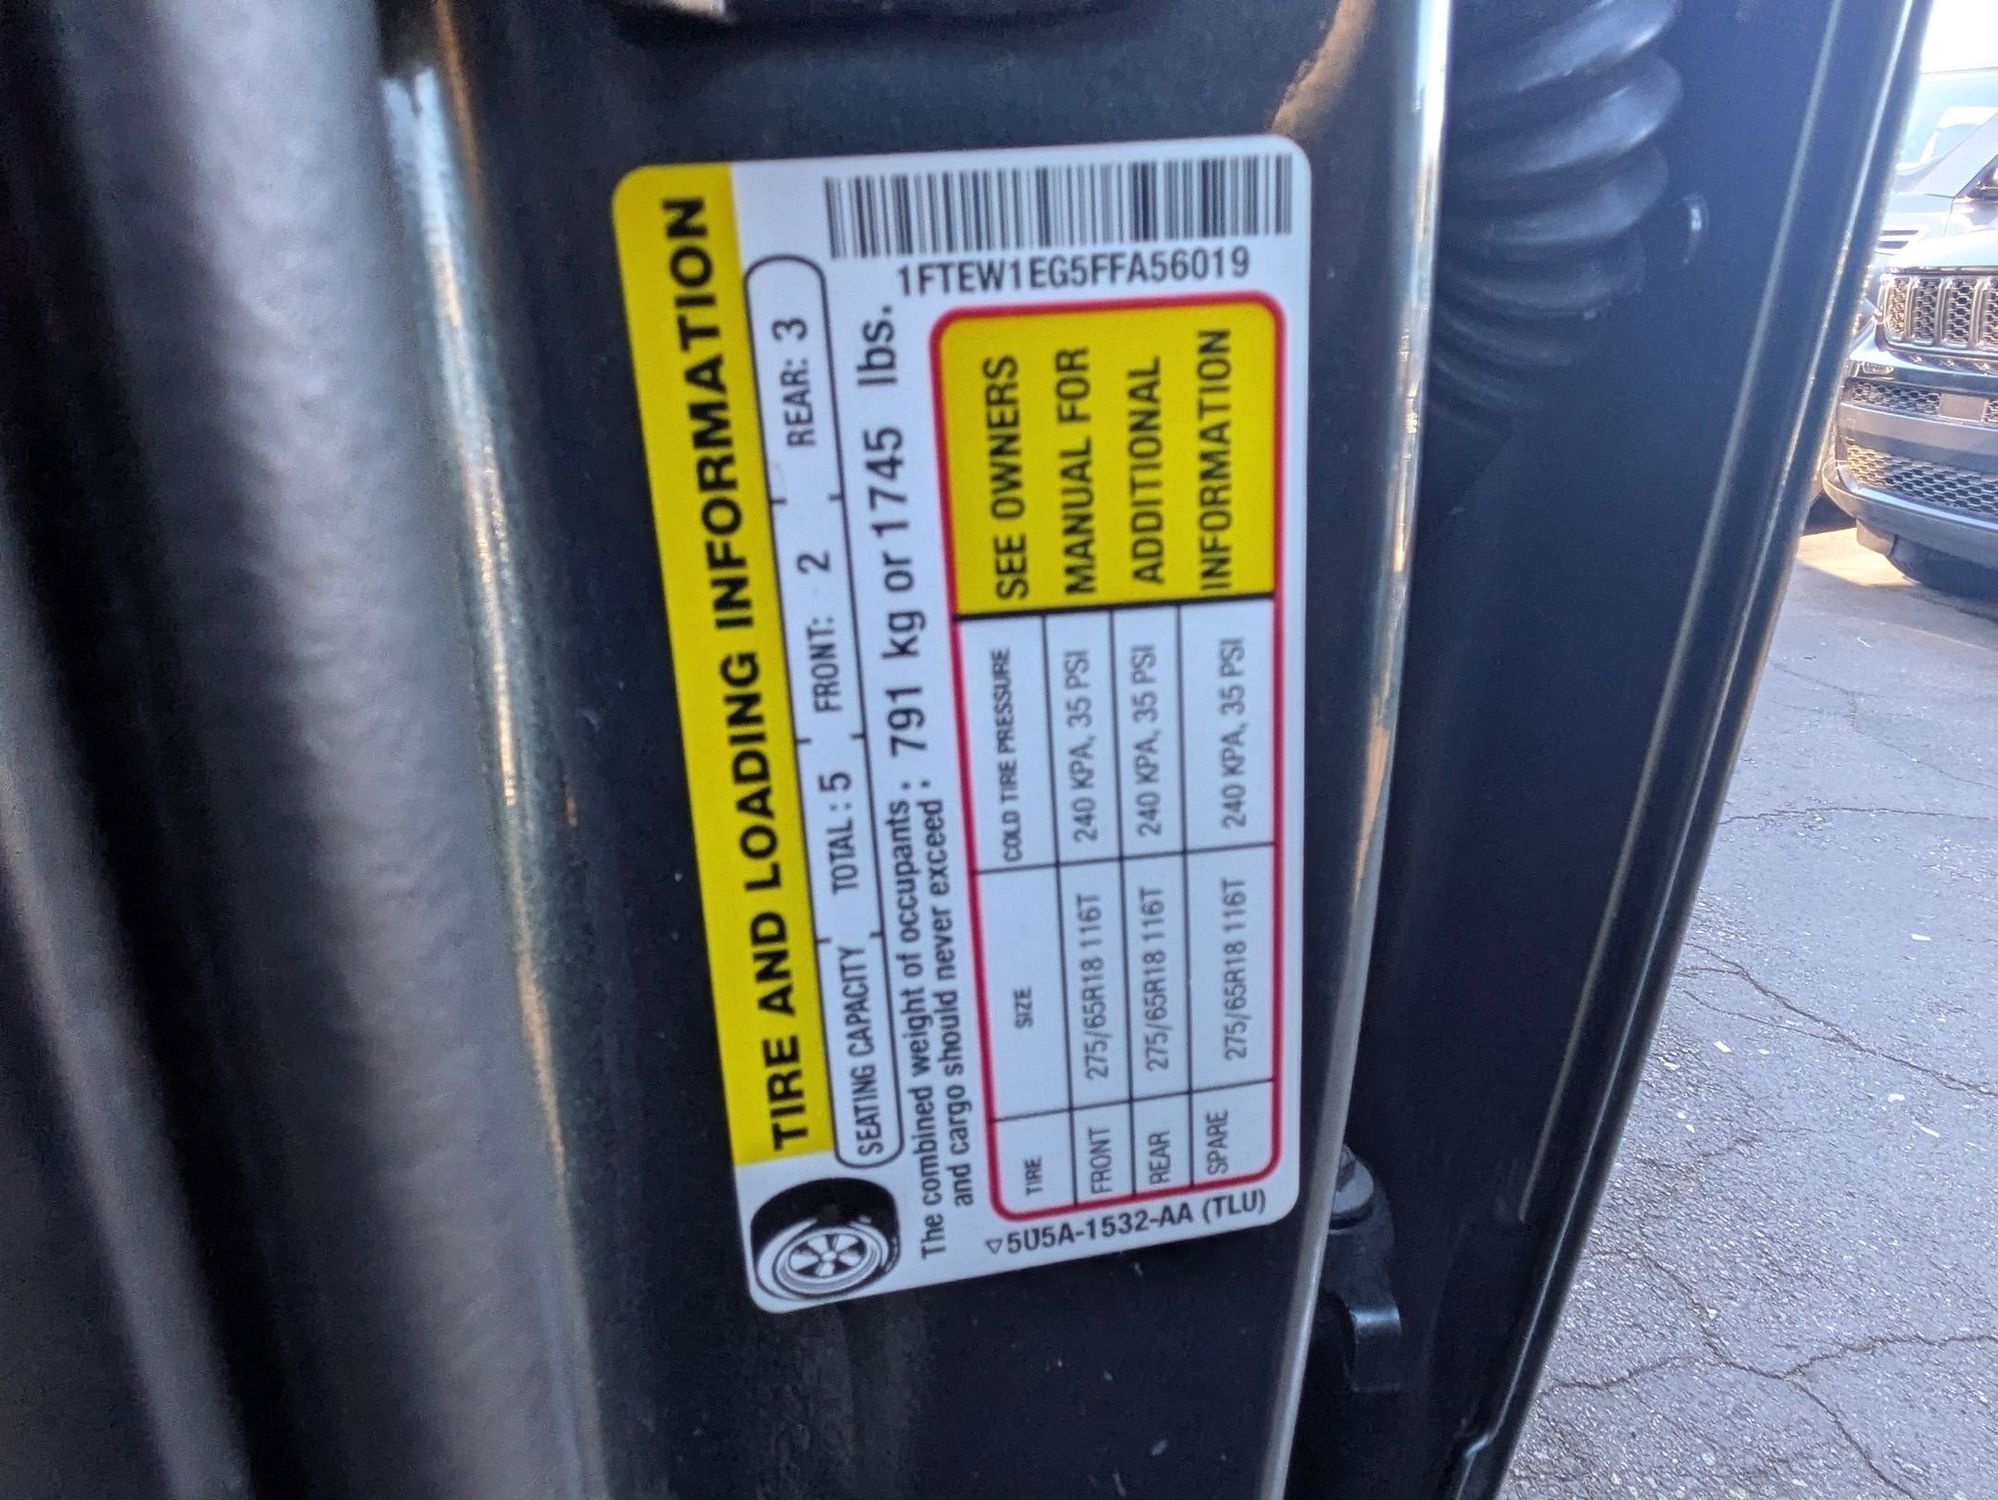 TIRE AND LOADING INFORMATION
SEATING CAPACITY TOTAL : 5 FRONT: 2 REAR: 3
The combined weight of occupants and cargo should never exceed : 791 kg or 1745 lbs.
1FTEW1EG5FFA56019
TIRE SIZE COLD TIRE PRESSURE
FRONT 275/65R18 116T 240 KPA, 35 PSI
REAR 275/65R18 116T 240 KPA, 35 PSI
SPARE 275/65R18 116T 240 KPA, 35 PSI
SEE OWNERS
MANUAL FOR
ADDITIONAL
INFORMATION
5U5A-1532-AA (TLU)